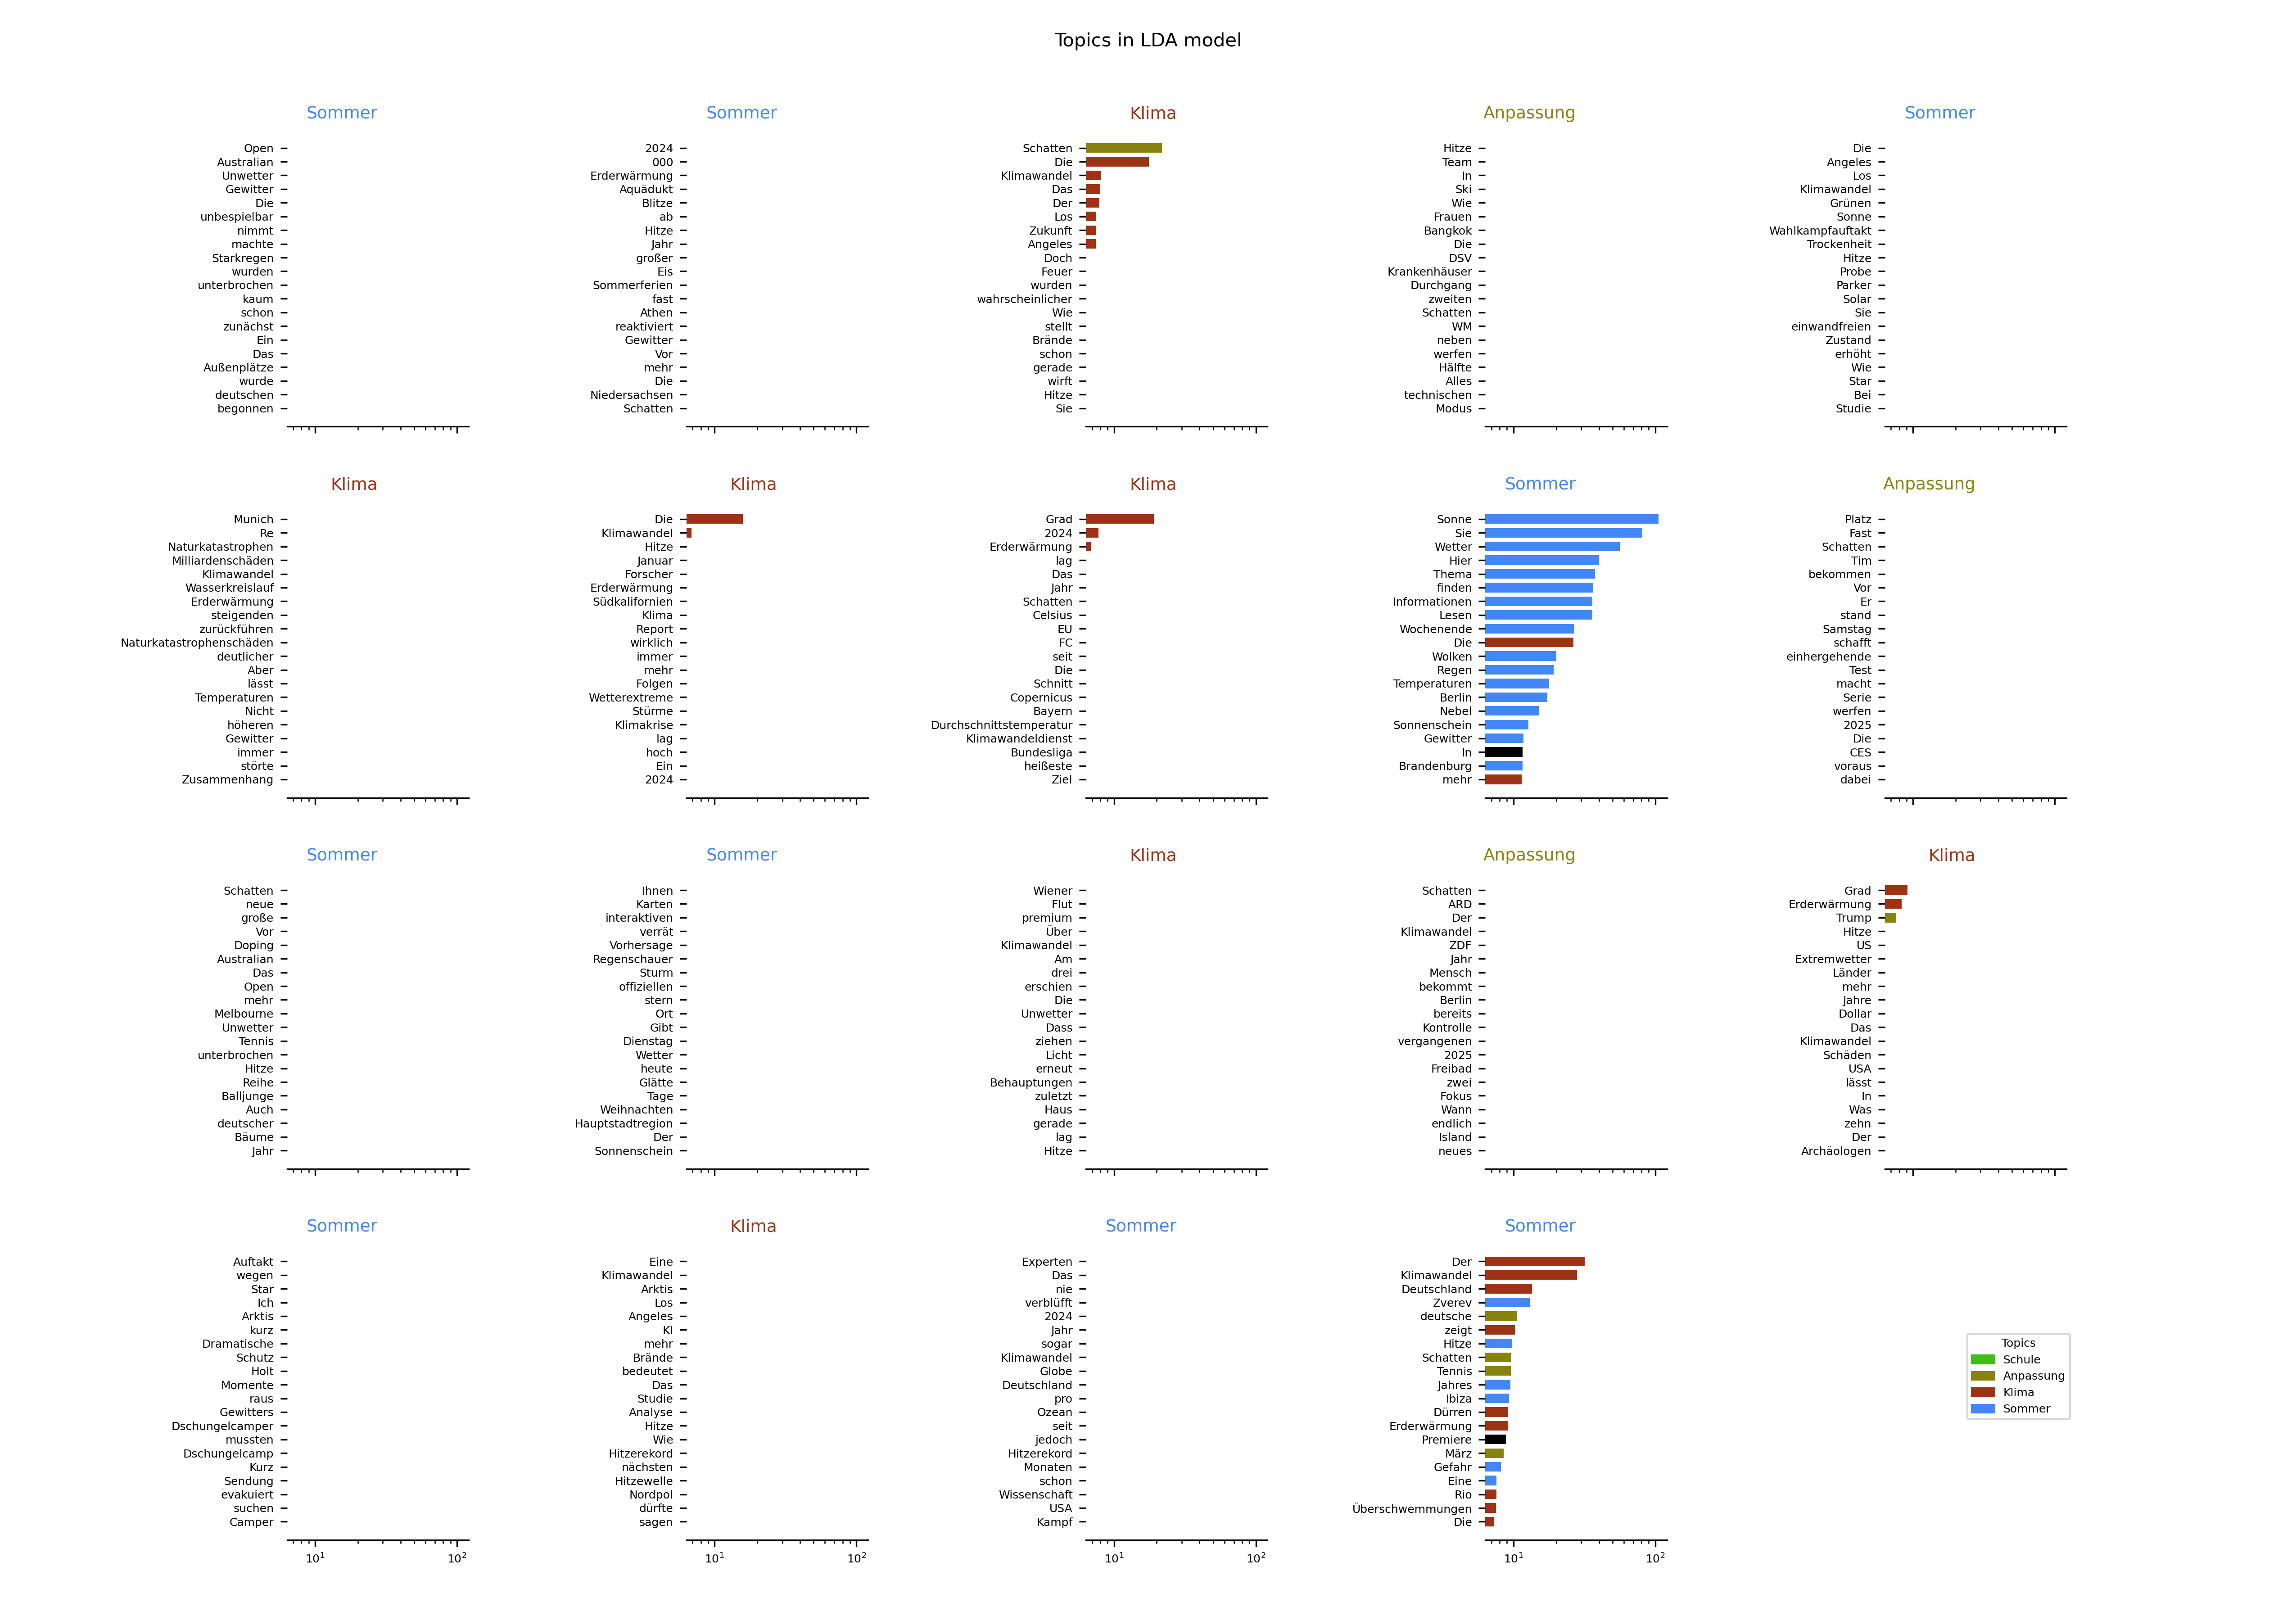 Topics in LDA model
Sommer
Open
Australian
Unwetter
Gewitter
Die
unbespielbar
nimmt
machte
Starkregen
wurden
unterbrochen
kaum
schon
zunächst
Ein
Das
Außenplätze
wurde
deutschen
begonnen
Sommer
2024
000
Erderwärmung
Aquädukt
Blitze
ab
Hitze
Jahr
großer
Eis
Sommerferien
fast
Athen
reaktiviert
Gewitter
Vor
mehr
Die
Niedersachsen
Schatten
Klima
Schatten
Die
Klimawandel
Das
Der
Los
Zukunft
Angeles
Doch
Feuer
wurden
wahrscheinlicher
Wie
stellt
Brände
schon
gerade
wirft
Hitze
Sie
Anpassung
Hitze
Team
In
Ski
Wie
Frauen
Bangkok
Die
DSV
Krankenhäuser
Durchgang
zweiten
Schatten
WM
neben
werfen
Hälfte
Alles
technischen
Modus
Sommer
Die
Angeles
Los
Klimawandel
Grünen
Sonne
Wahlkampfauftakt
Trockenheit
Hitze
Probe
Parker
Solar
Sie
einwandfreien
Zustand
erhöht
Wie
Star
Bei
Studie
Klima
Munich
Re
Naturkatastrophen
Milliardenschäden
Klimawandel
Wasserkreislauf
Erderwärmung
steigenden
zurückführen
Naturkatastrophenschäden
deutlicher
Aber
lässt
Temperaturen
Nicht
höheren
Gewitter
immer
störte
Zusammenhang
Klima
Die
Klimawandel
Hitze
Januar
Forscher
Erderwärmung
Südkalifornien
Klima
Report
wirklich
immer
mehr
Folgen
Wetterextreme
Stürme
Klimakrise
lag
hoch
Ein
2024
Klima
Grad
2024
Erderwärmung
lag
Das
Jahr
Schatten
Celsius
EU
FC
seit
Die
Schnitt
Copernicus
Bayern
Durchschnittstemperatur
Klimawandeldienst
Bundesliga
heißeste
Ziel
Sommer
Sonne
Sie
Wetter
Hier
Thema
finden
Informationen
Lesen
Wochenende
Die
Wolken
Regen
Temperaturen
Berlin
Nebel
Sonnenschein
Gewitter
In
Brandenburg
mehr
Anpassung
Platz
Fast
Schatten
Tim
bekommen
Vor
Er
stand
Samstag
schafft
einhergehende
Test
macht
Serie
werfen
2025
Die
CES
voraus
dabei
Sommer
Schatten
neue
große
Vor
Doping
Australian
Das
Open
mehr
Melbourne
Unwetter
Tennis
unterbrochen
Hitze
Reihe
Balljunge
Auch
deutscher
Bäume
Jahr
Sommer
Ihnen
Karten
interaktiven
verrät
Vorhersage
Regenschauer
Sturm
offiziellen
stern
Ort
Gibt
Dienstag
Wetter
heute
Glätte
Tage
Weihnachten
Hauptstadtregion
Der
Sonnenschein
Klima
Wiener
Flut
premium
Über
Klimawandel
Am
drei
erschien
Die
Unwetter
Dass
ziehen
Licht
erneut
Behauptungen
zuletzt
Haus
gerade
lag
Hitze
Anpassung
Schatten
ARD
Der
Klimawandel
ZDF
Jahr
Mensch
bekommt
Berlin
bereits
Kontrolle
vergangenen
2025
Freibad
zwei
Fokus
Wann
endlich
Island
neues
Klima
Grad
Erderwärmung
Trump
Hitze
US
Extremwetter
Länder
mehr
Jahre
Dollar
Das
Klimawandel
Schäden
USA
lässt
In
Was
zehn
Der
Archäologen
Sommer
Auftakt
wegen
Star
Ich
Arktis
kurz
Dramatische
Schutz
Holt
Momente
raus
Gewitters
Dschungelcamper
mussten
Dschungelcamp
Kurz
Sendung
evakuiert
suchen
Camper
10¹ 10²
Klima
Eine
Klimawandel
Arktis
Los
Angeles
KI
mehr
Brände
bedeutet
Das
Studie
Analyse
Hitze
Wie
Hitzerekord
nächsten
Hitzewelle
Nordpol
dürfte
sagen
10¹ 10²
Sommer
Experten
Das
nie
verblüfft
2024
Jahr
sogar
Klimawandel
Globe
Deutschland
pro
Ozean
seit
jedoch
Hitzerekord
Monaten
schon
Wissenschaft
USA
Kampf
10¹ 10²
Sommer
Der
Klimawandel
Deutschland
Zverev
deutsche
zeigt
Hitze
Schatten
Tennis
Jahres
Ibiza
Dürren
Erderwärmung
Premiere
März
Gefahr
Eine
Rio
Überschwemmungen
Die
10¹ 10²
Topics
Schule
Anpassung
Klima
Sommer